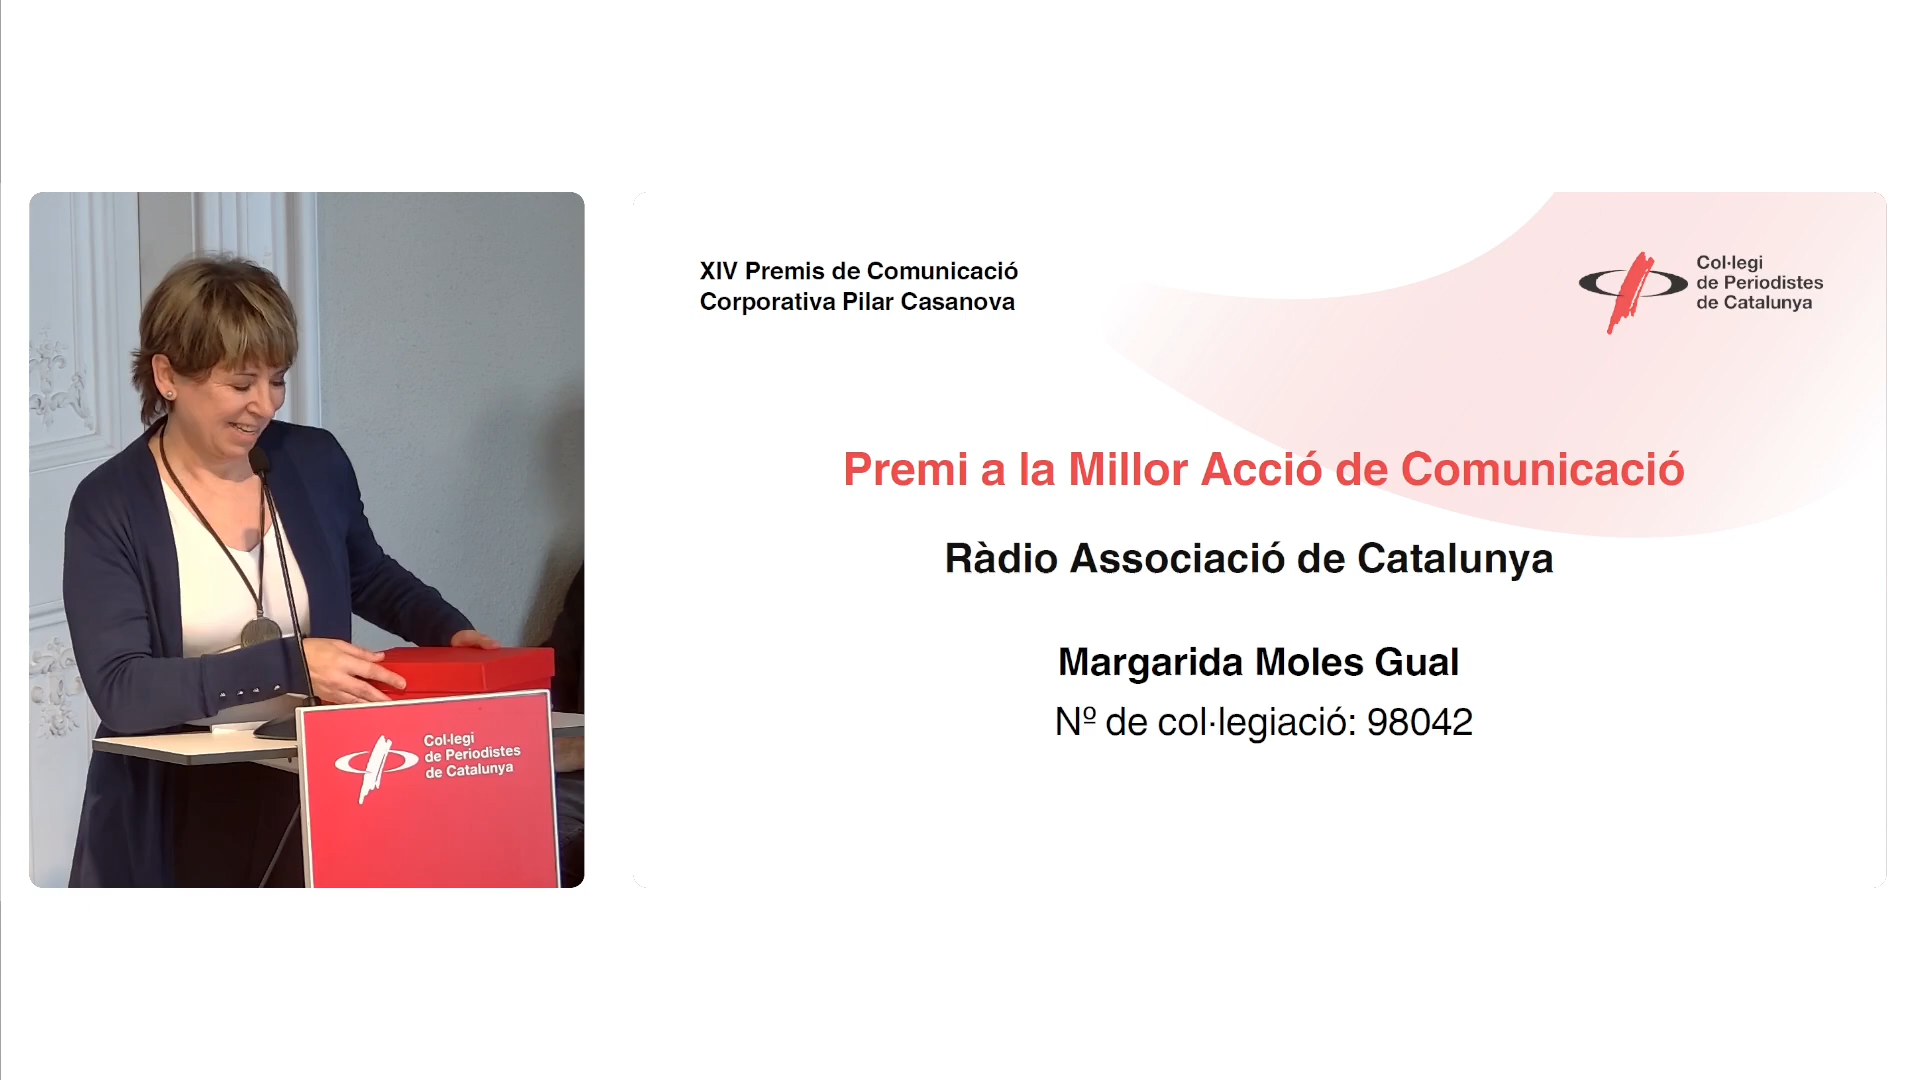 XIV Premis de Comunicació
Corporativa Pilar Casanova
Col·legi
de Periodistes
de Catalunya
Premi a la Millor Acció de Comunicació
Ràdio Associació de Catalunya
Margarida Moles Gual
Nº de col·legiació: 98042
Col·legi
de Periodistes
de Catalunya